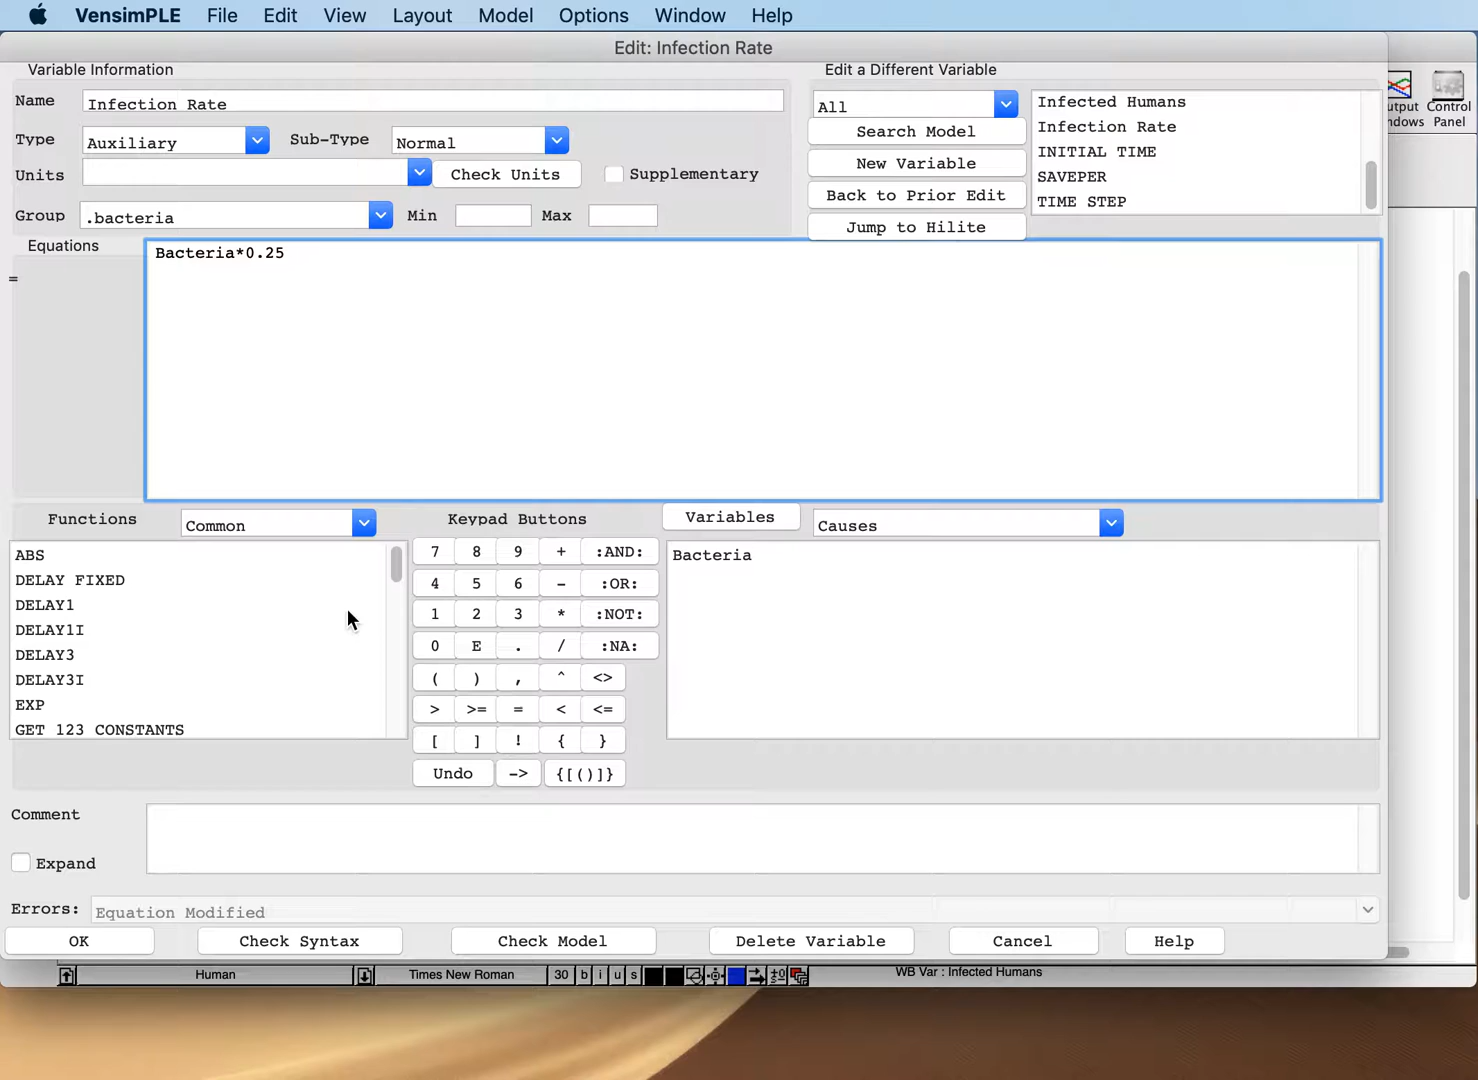 VensimPLE File Edit View Layout Model Options Window Help
Edit: Infection Rate
Variable Information
Edit a Different Variable
Name Infection Rate
Type Auxiliary Sub-Type Normal
Units Check Units Supplementary
Group .bacteria Min Max
All
Search Model
New Variable
Back to Prior Edit
Jump to Hilite
Infected Humans
Infection Rate
INITIAL TIME
SAVEPER
TIME STEP
utput
ndows
Control
Panel
Equations
=
Bacteria*0.25
Functions Common
Keypad Buttons
Variables Causes
ABS
DELAY FIXED
DELAY1
DELAY1I
DELAY3
DELAY3I
EXP
GET 123 CONSTANTS
7 8 9 + :AND:
4 5 6 - :OR:
1 2 3 * :NOT:
0 E . / :NA:
( ) , ^ <>
> >= = < <=
[ ] ! { }
Undo -> {[()]}
Bacteria
Comment
Expand
Errors: Equation Modified
OK Check Syntax Check Model Delete Variable Cancel Help
Human Times New Roman 30 b i u s WB Var : Infected Humans